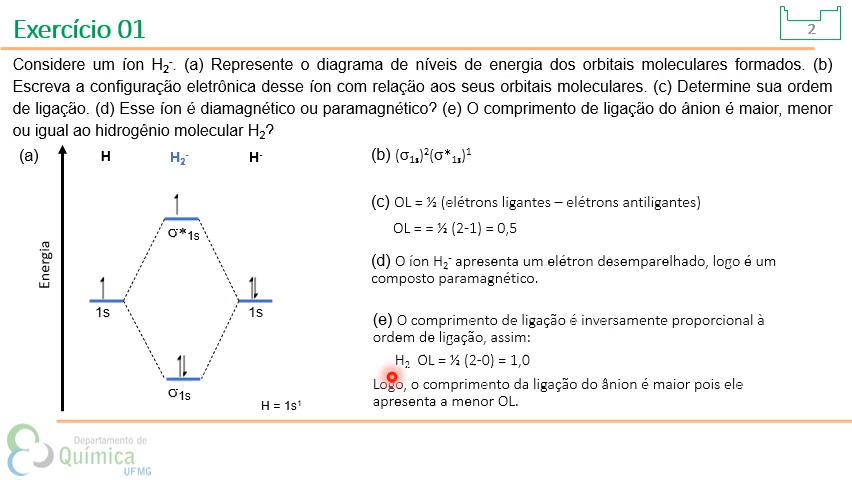 Exercício 01
2
Considere um íon H₂⁻. (a) Represente o diagrama de níveis de energia dos orbitais moleculares formados. (b)
Escreva a configuração eletrônica desse íon com relação aos seus orbitais moleculares. (c) Determine sua ordem
de ligação. (d) Esse íon é diamagnético ou paramagnético? (e) O comprimento de ligação do ânion é maior, menor
ou igual ao hidrogênio molecular H₂?
(a)
H
H₂⁻
H⁻
σ*1s
Energia
1s
1s
σ1s
H = 1s¹
(b) (σ₁ₛ)²(σ*₁ₛ)¹
(c) OL = ½ (elétrons ligantes – elétrons antiligantes)
OL = = ½ (2-1) = 0,5
(d) O íon H₂⁻ apresenta um elétron desemparelhado, logo é um
composto paramagnético.
(e) O comprimento de ligação é inversamente proporcional à
ordem de ligação, assim:
H₂ OL = ½ (2-0) = 1,0
Logo, o comprimento da ligação do ânion é maior pois ele
apresenta a menor OL.
Departamento de
Química
UFMG